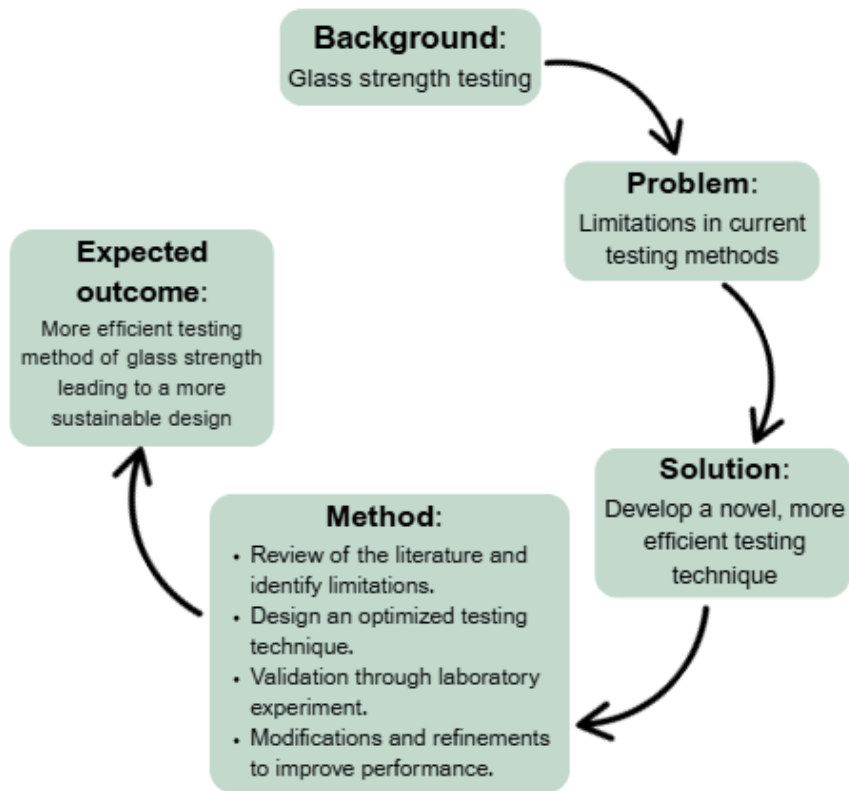 Background:
Glass strength testing
Problem:
Limitations in current
testing methods
Solution:
Develop a novel, more
efficient testing
technique
Method:
• Review of the literature and
identify limitations.
• Design an optimized testing
technique.
• Validation through laboratory
experiment.
• Modifications and refinements
to improve performance.
Expected
outcome:
More efficient testing
method of glass strength
leading to a more
sustainable design